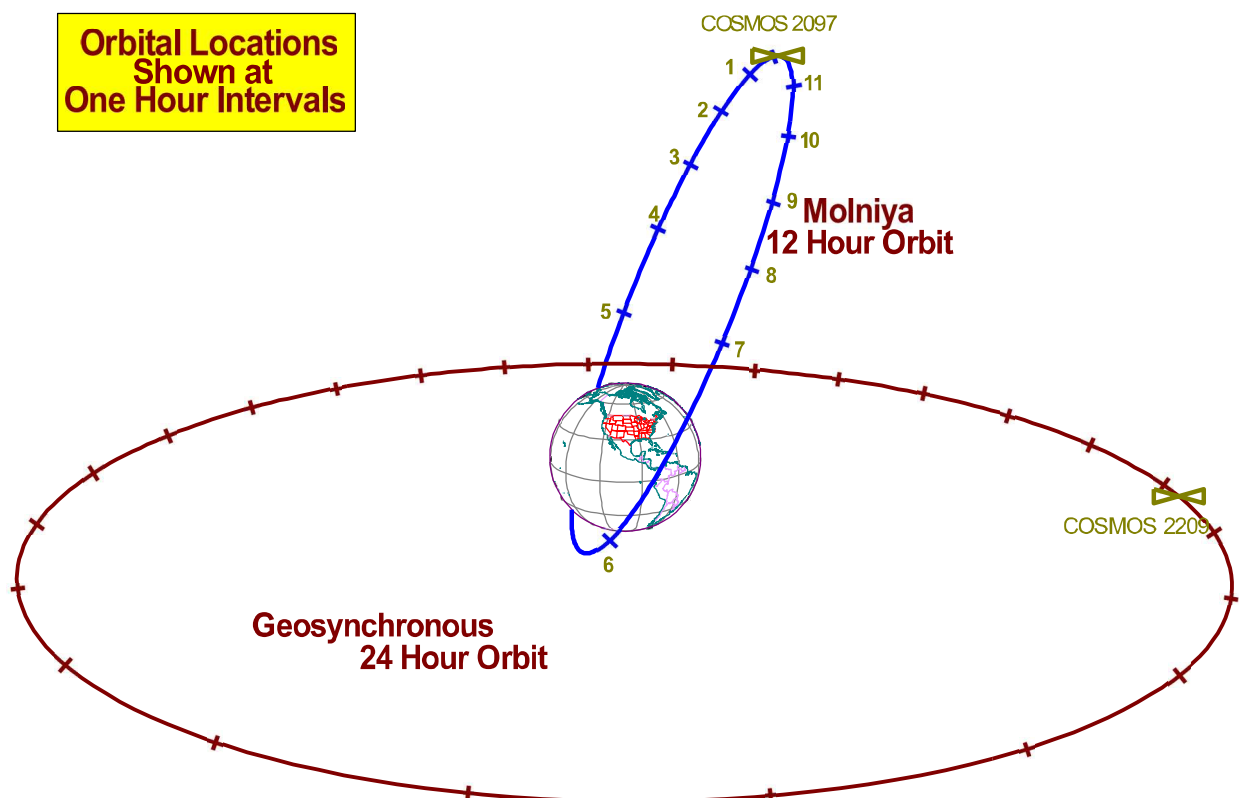 COSMOS 2097
Orbital Locations
Shown at
One Hour Intervals
1
11
2
10
3
9
Molniya
4
12 Hour Orbit
8
5
7
COSMOS 2209
6
Geosynchronous
24 Hour Orbit